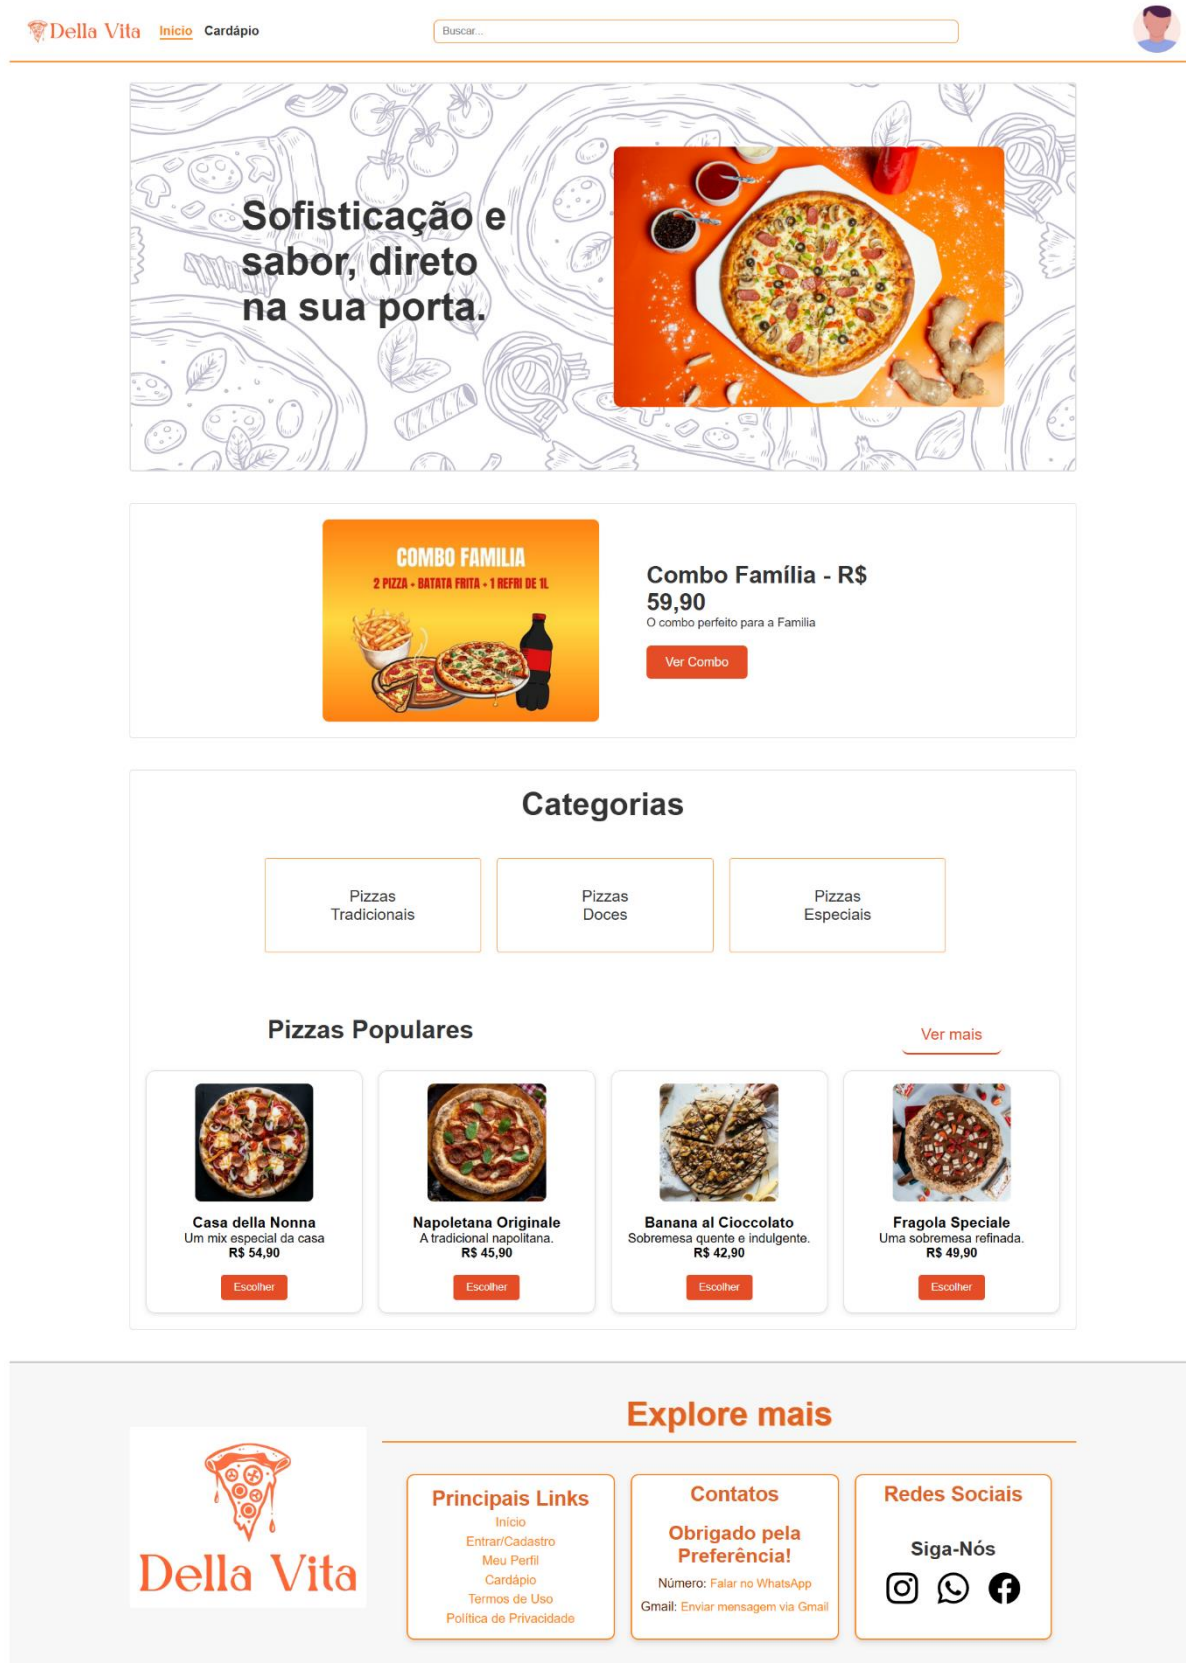 Della Vita
Início
Cardápio
Buscar...
Sofisticação e
sabor, direto
na sua porta.
COMBO FAMILIA
2 PIZZA + BATATA FRITA + 1 REFRI DE 1L
Combo Família - R$
59,90
O combo perfeito para a Familia
Ver Combo
Categorias
Pizzas
Tradicionais
Pizzas
Doces
Pizzas
Especiais
Pizzas Populares
Ver mais
Casa della Nonna
Um mix especial da casa
R$ 54,90
Escolher
Napoletana Originale
A tradicional napolitana.
R$ 45,90
Escolher
Banana al Cioccolato
Sobremesa quente e indulgente.
R$ 42,90
Escolher
Fragola Speciale
Uma sobremesa refinada.
R$ 49,90
Escolher
Della Vita
Explore mais
Principais Links
Início
Entrar/Cadastro
Meu Perfil
Cardápio
Termos de Uso
Política de Privacidade
Contatos
Obrigado pela
Preferência!
Número: Falar no WhatsApp
Gmail: Enviar mensagem via Gmail
Redes Sociais
Siga-Nós